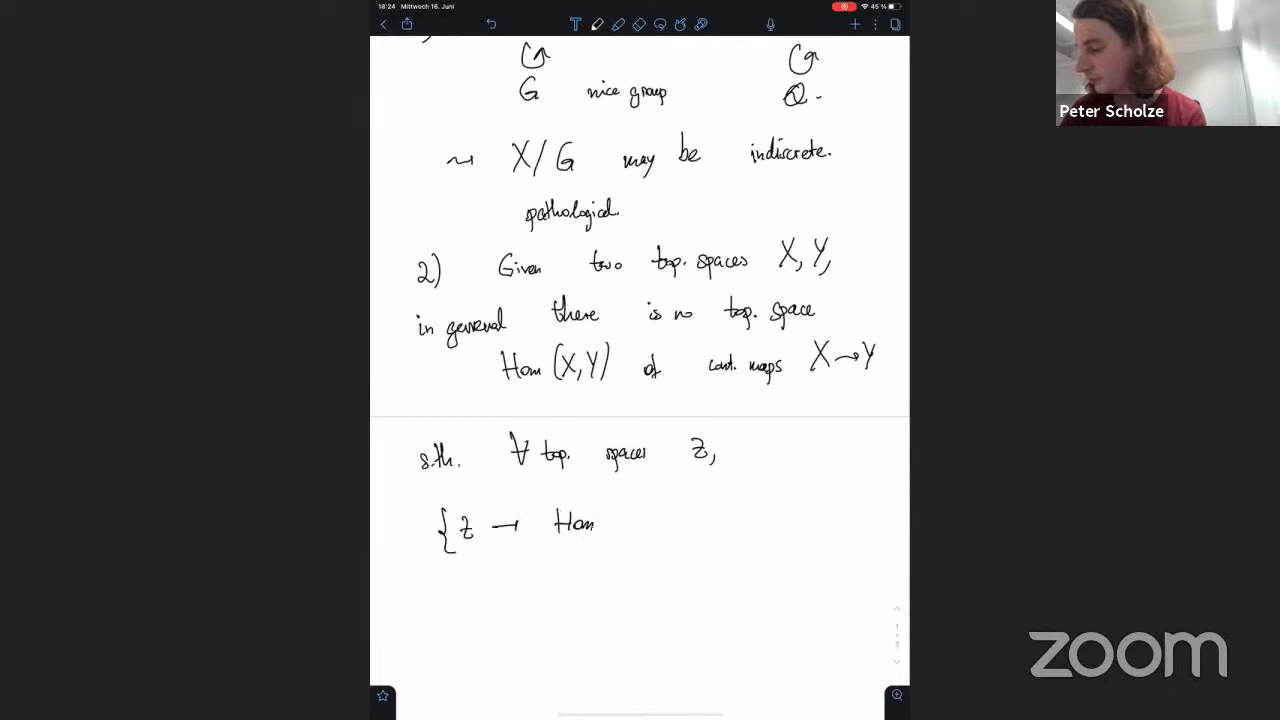 18:24 Mittwoch 16. Juni
45 %
G nice group Q.
X/G may be indiscrete.
pathological.
2) Given two top. spaces X, Y,
in general there is no top. space
Hom (X,Y) of cont. maps X → Y
s.th. ∀ top. spaces Z,
{Z → Hom
Peter Scholze
zoom